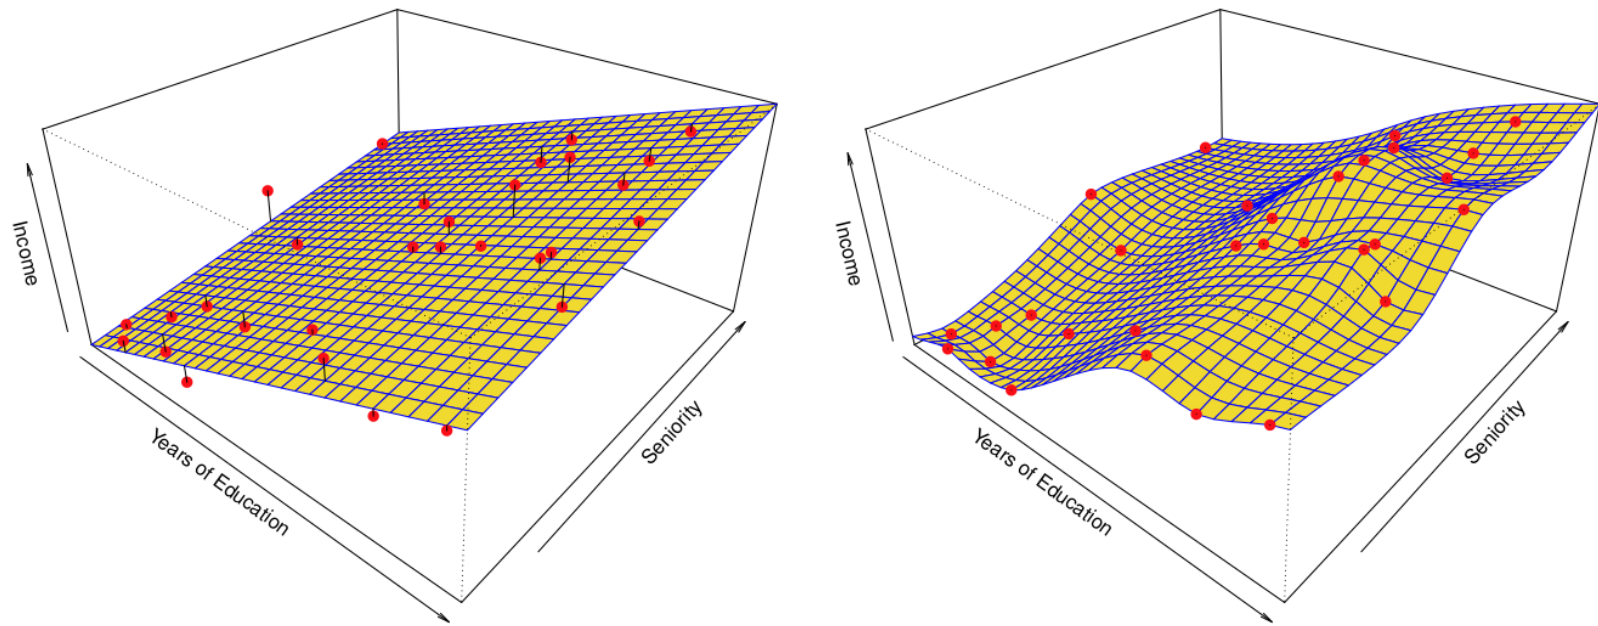 Income
Years of Education
Seniority
Income
Years of Education
Seniority